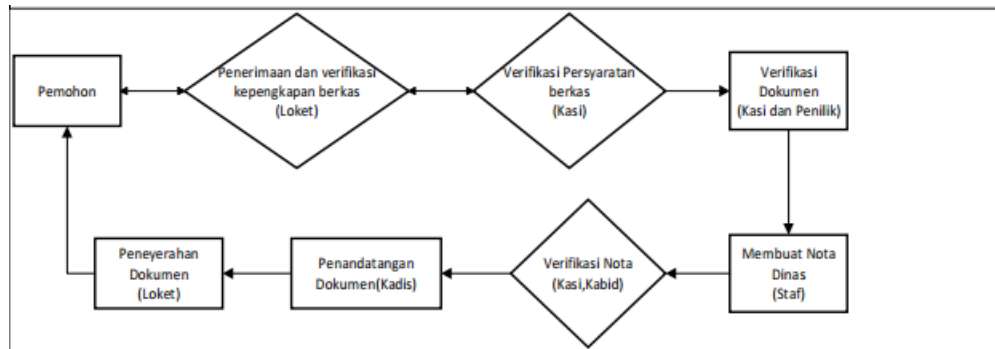 Pemohon
Penerimaan dan verifikasi
kepengkapan berkas
(Loket)
Verifikasi Persyaratan
berkas
(Kasi)
Verifikasi
Dokumen
(Kasi dan Penilik)
Membuat Nota
Dinas
(Staf)
Verifikasi Nota
(Kasi,Kabid)
Penandatangan
Dokumen(Kadis)
Peneyerahan
Dokumen
(Loket)